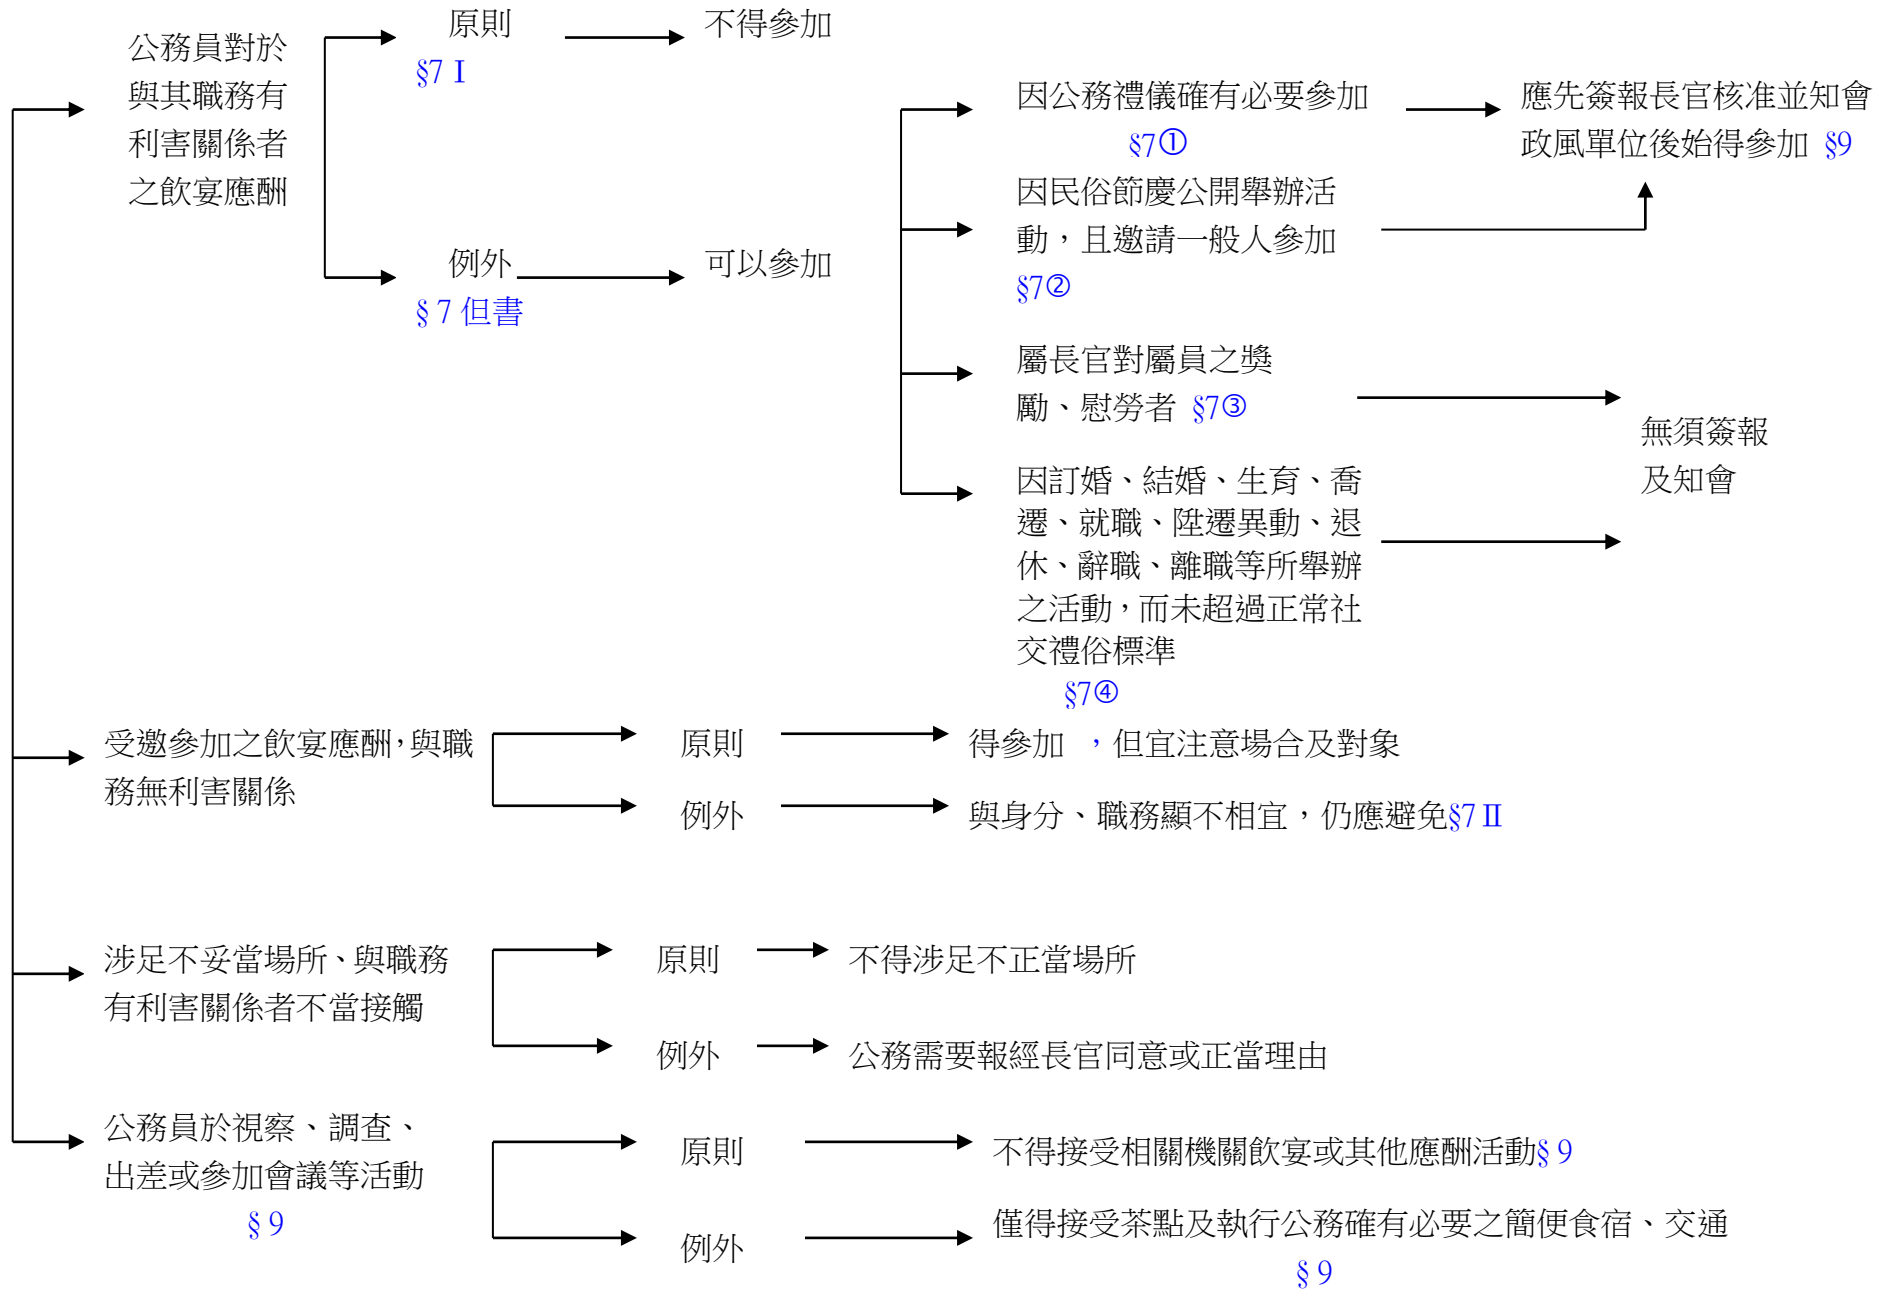 公務員對於
與其職務有
利害關係者
之飲宴應酬
原則
§7 I
不得參加
例外
§7 但書
可以參加
因公務禮儀確有必要參加
§7①
應先簽報長官核准並知會
政風單位後始得參加 §9
因民俗節慶公開舉辦活
動，且邀請一般人參加
§7②
屬長官對屬員之獎
勵、慰勞者 §7③
因訂婚、結婚、生育、喬
遷、就職、陞遷異動、退
休、辭職、離職等所舉辦
之活動，而未超過正常社
交禮俗標準
§7④
無須簽報
及知會
受邀參加之飲宴應酬，與職
務無利害關係
原則
得參加 ，但宜注意場合及對象
例外
與身分、職務顯不相宜，仍應避免§7Ⅱ
涉足不妥當場所、與職務
有利害關係者不當接觸
原則
不得涉足不正當場所
例外
公務需要報經長官同意或正當理由
公務員於視察、調查、
出差或參加會議等活動
§9
原則
不得接受相關機關飲宴或其他應酬活動§9
例外
僅得接受茶點及執行公務確有必要之簡便食宿、交通
§9